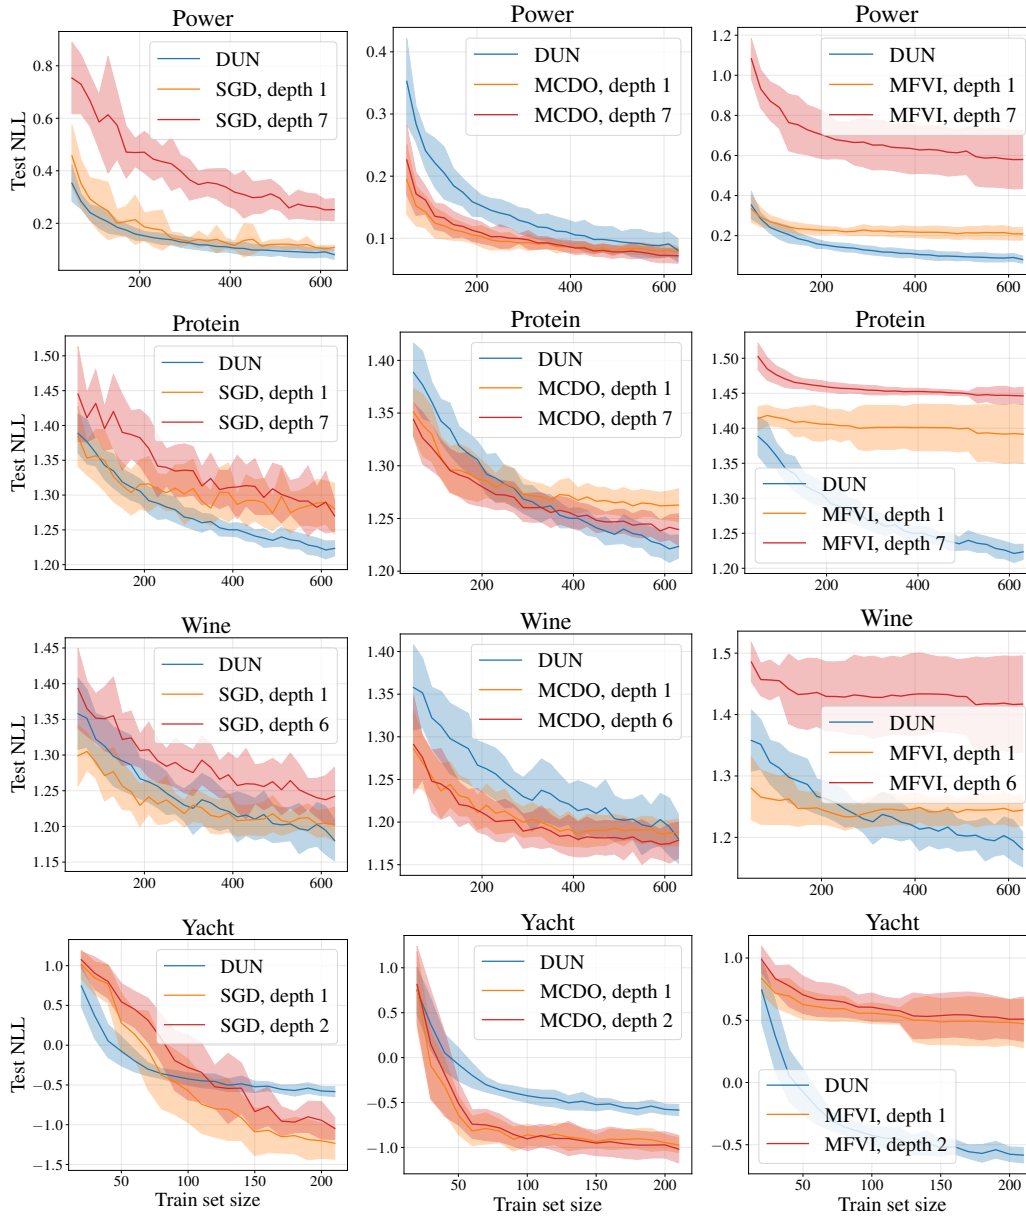 Power
Test NLL
0.8
0.6
0.4
0.2
200
400
600
DUN
SGD, depth 1
SGD, depth 7
Power
0.4
0.3
0.2
0.1
200
400
600
DUN
MCDO, depth 1
MCDO, depth 7
Power
1.2
1.0
0.8
0.6
0.4
0.2
200
400
600
DUN
MFVI, depth 1
MFVI, depth 7
Protein
Test NLL
1.50
1.45
1.40
1.35
1.30
1.25
1.20
200
400
600
DUN
SGD, depth 1
SGD, depth 7
Protein
1.40
1.35
1.30
1.25
1.20
200
400
600
DUN
MCDO, depth 1
MCDO, depth 7
Protein
1.50
1.45
1.40
1.35
1.30
1.25
1.20
200
400
600
DUN
MFVI, depth 1
MFVI, depth 7
Wine
Test NLL
1.45
1.40
1.35
1.30
1.25
1.20
1.15
200
400
600
DUN
SGD, depth 1
SGD, depth 6
Wine
1.40
1.35
1.30
1.25
1.20
1.15
200
400
600
DUN
MCDO, depth 1
MCDO, depth 6
Wine
1.5
1.4
1.3
1.2
200
400
600
DUN
MFVI, depth 1
MFVI, depth 6
Yacht
Test NLL
1.0
0.5
0.0
−0.5
−1.0
−1.5
50
100
150
200
Train set size
DUN
SGD, depth 1
SGD, depth 2
Yacht
1.0
0.5
0.0
−0.5
−1.0
50
100
150
200
Train set size
DUN
MCDO, depth 1
MCDO, depth 2
Yacht
1.0
0.5
0.0
−0.5
50
100
150
200
Train set size
DUN
MFVI, depth 1
MFVI, depth 2